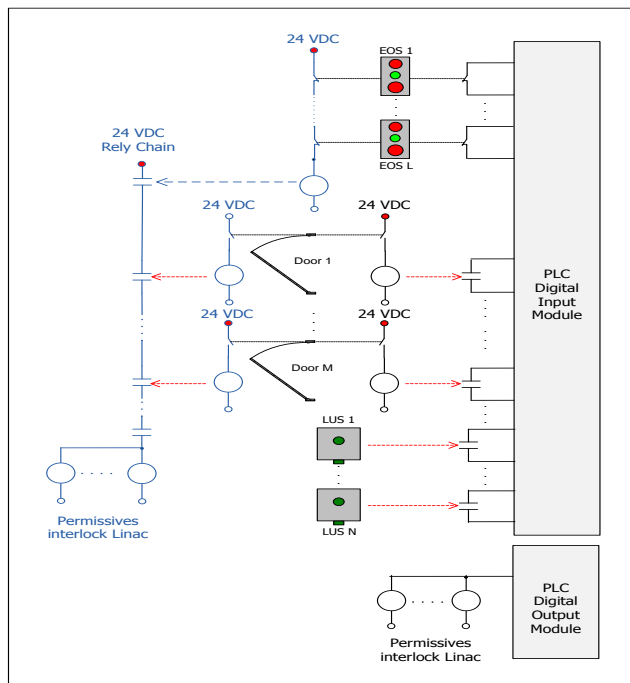 24 VDC
EOS 1
EOS L
24 VDC
Rely Chain
24 VDC
24 VDC
Door 1
24 VDC
24 VDC
Door M
PLC
Digital
Input
Module
LUS 1
LUS N
Permissives
interlock Linac
PLC
Digital
Output
Module
Permissives
interlock Linac